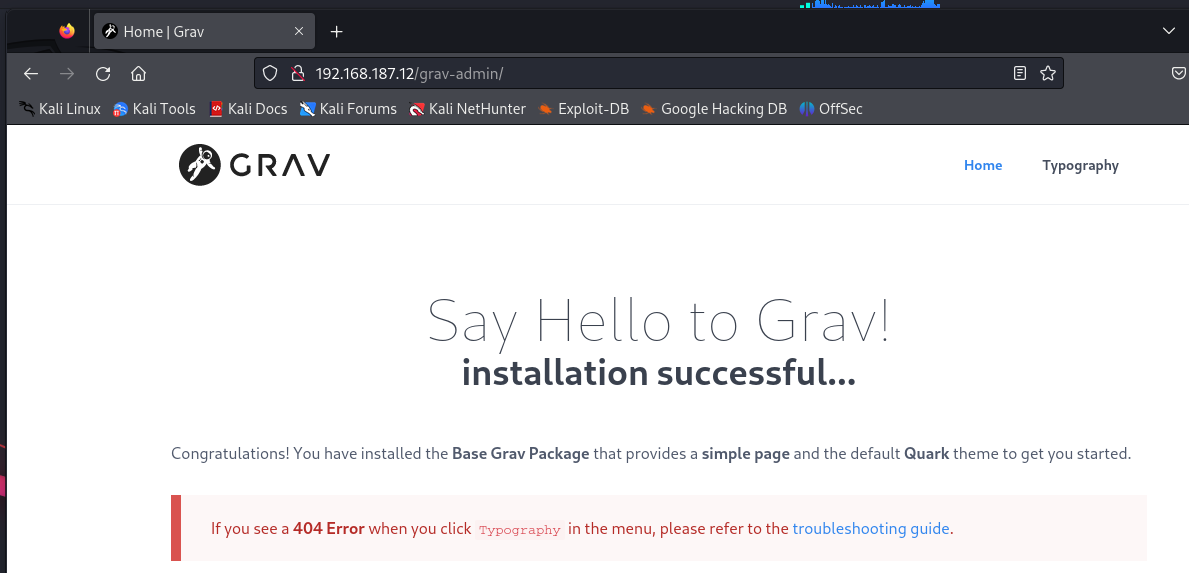 Home | Grav
192.168.187.12/grav-admin/
Kali Linux Kali Tools Kali Docs Kali Forums Kali NetHunter Exploit-DB Google Hacking DB OffSec
GRAV Home Typography
Say Hello to Grav!
installation successful...
Congratulations! You have installed the Base Grav Package that provides a simple page and the default Quark theme to get you started.
If you see a 404 Error when you click Typography in the menu, please refer to the troubleshooting guide.